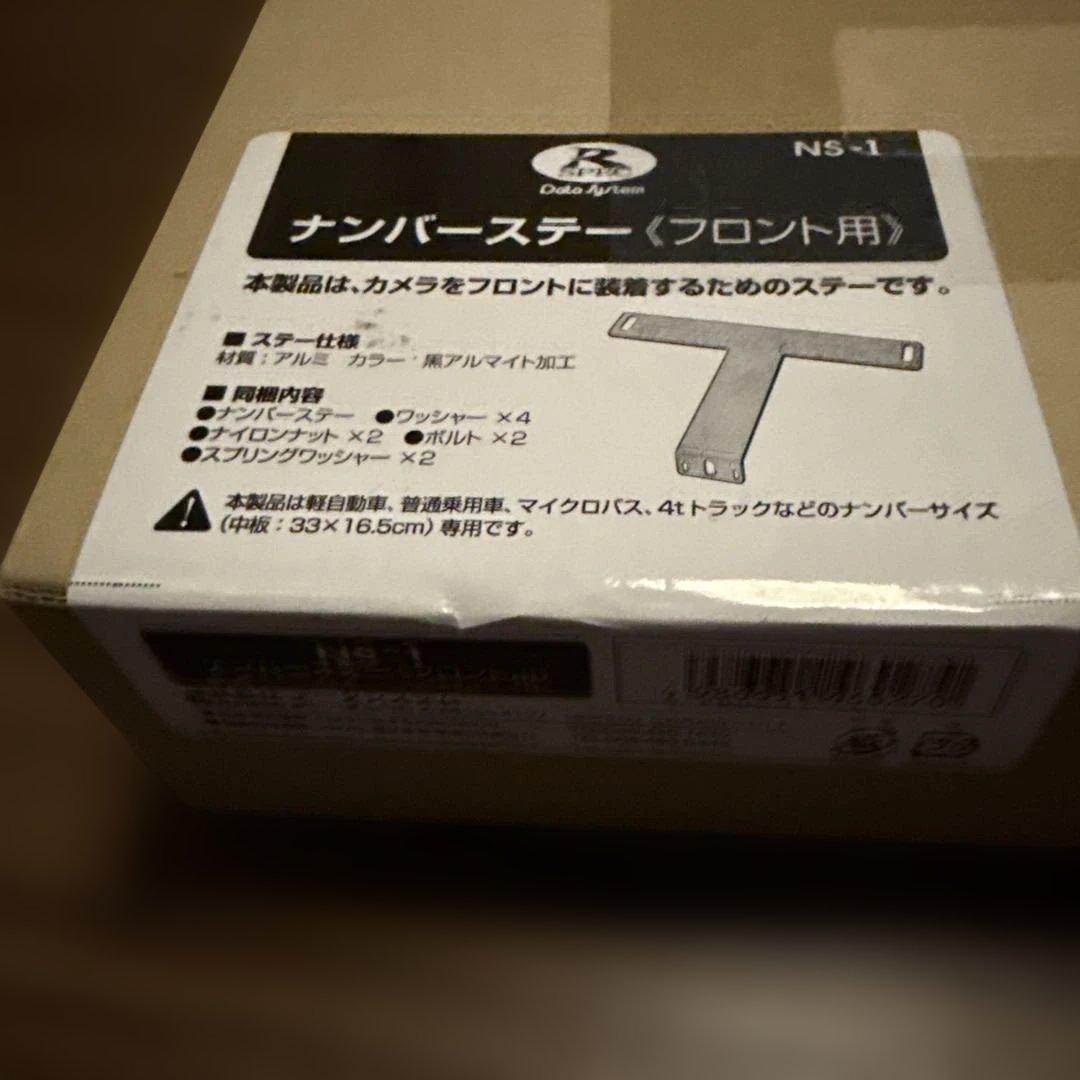 NS-1
R
SPEC
Data System
ナンバーステー《フロント用》
本製品は、カメラをフロントに装着するためのステーです。
■ ステー仕様
材質：アルミ カラー：黒アルマイト加工
■ 同梱内容
●ナンバーステー ●ワッシャー ×4
●ナイロンナット ×2 ●ボルト ×2
●スプリングワッシャー ×2
本製品は軽自動車、普通乗用車、マイクロバス、4tトラックなどのナンバーサイズ
(中板：33×16.5cm) 専用です。
NS-1